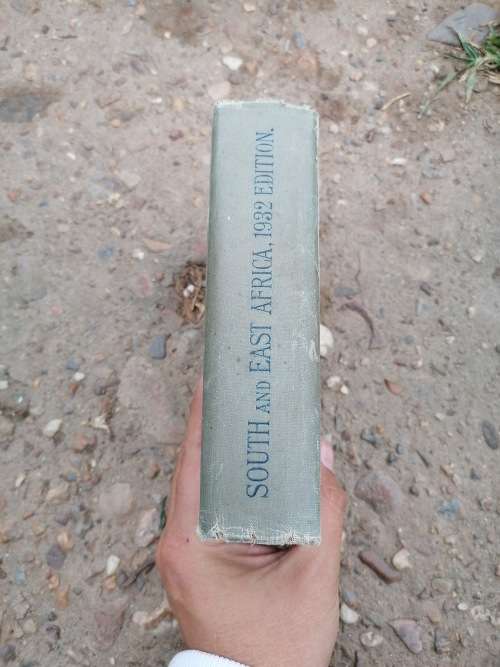 SOUTH AND EAST AFRICA, 1932 EDITION.